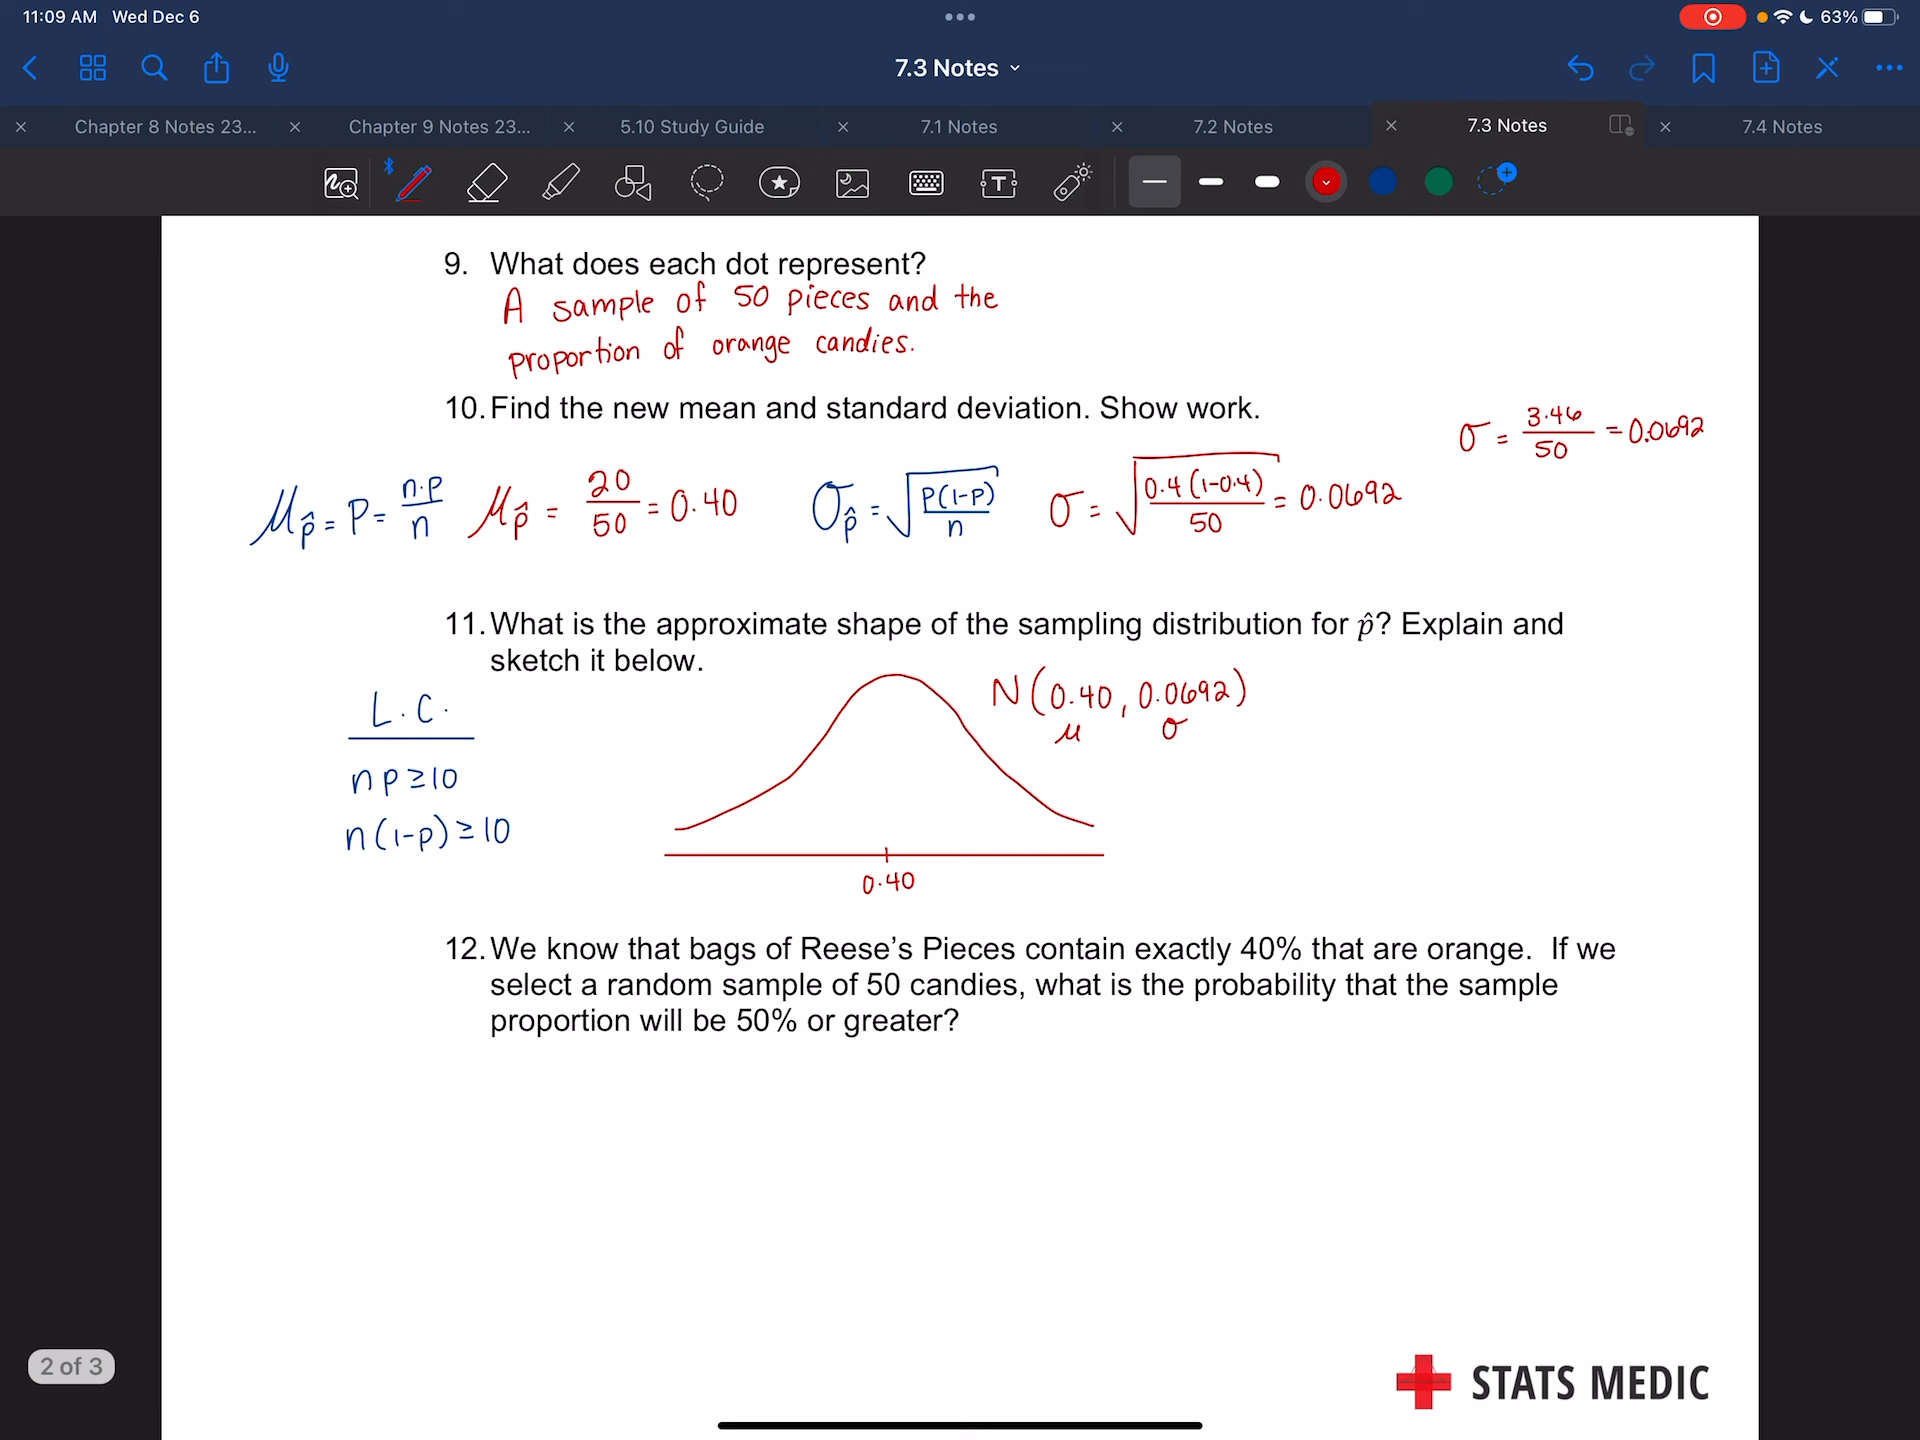 11:09 AM Wed Dec 6
63%
7.3 Notes
Chapter 8 Notes 23...
Chapter 9 Notes 23...
5.10 Study Guide
7.1 Notes
7.2 Notes
7.3 Notes
7.4 Notes
9. What does each dot represent?
A sample of 50 pieces and the
proportion of orange candies.
10. Find the new mean and standard deviation. Show work.
σ = 3.46/50 = 0.0692
μp̂ = P = n·p/n μp̂ = 20/50 = 0.40 σp̂ = √(p(1-p)/n) σ = √(0.4(1-0.4)/50) = 0.0692
11. What is the approximate shape of the sampling distribution for p̂? Explain and
sketch it below.
L.C.
np≥10
n(1-p)≥10
N(0.40, 0.0692)
μ σ
0.40
12. We know that bags of Reese’s Pieces contain exactly 40% that are orange. If we
select a random sample of 50 candies, what is the probability that the sample
proportion will be 50% or greater?
2 of 3
STATS MEDIC